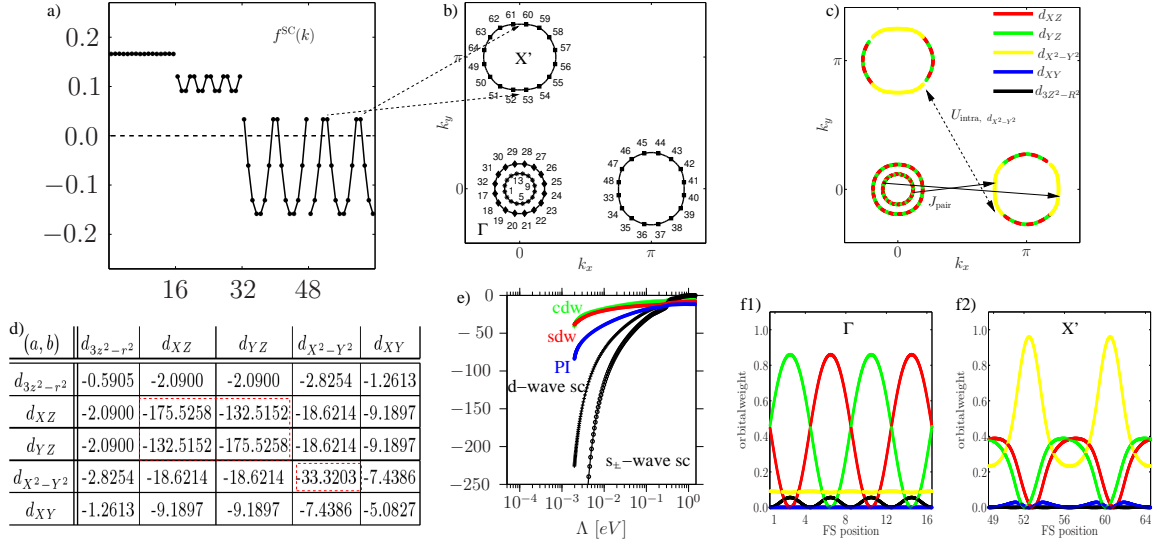 a)
f^SC(k)
0.2
0.1
0.0
−0.1
−0.2
16 32 48
b)
61 60
62 59
63 58
64 57
49 56
50 55
51 54
52 53
X'
π
k_y
30 29 28 27
31 26
32 25
17 24
18 23
19 22
20 21
13
1 9
5
0
Γ
45 44
46 43
47 42
48 41
33 40
34 39
35 38
36 37
0 π
k_x
c)
d_XZ
d_YZ
d_X²−Y²
d_XY
d_3Z²−R²
π
k_y
U_intra, d_X²−Y²
0
J_pair
0 π
k_x
d)
(a, b) d_3z²−r² d_XZ d_YZ d_X²−Y² d_XY
d_3z²−r² -0.5905 -2.0900 -2.0900 -2.8254 -1.2613
d_XZ -2.0900 -175.5258 -132.5152 -18.6214 -9.1897
d_YZ -2.0900 -132.5152 -175.5258 -18.6214 -9.1897
d_X²−Y² -2.8254 -18.6214 -18.6214 -33.3203 -7.4386
d_XY -1.2613 -9.1897 -9.1897 -7.4386 -5.0827
e)
0
−50
−100
−150
−200
−250
cdw
sdw
PI
d−wave sc
s±−wave sc
10^−4 10^−3 10^−2 10^−1 10^0
Λ [eV]
f1)
Γ
orbitalweight
1.0
0.8
0.6
0.4
0.2
0.0
1 4 8 12 16
FS position
f2)
X'
orbitalweight
1.0
0.8
0.6
0.4
0.2
0.0
49 52 56 60 64
FS position